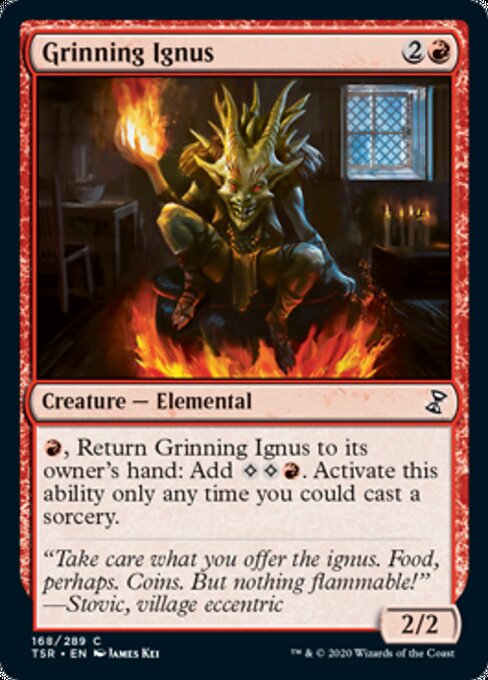 Grinning Ignus 2
Creature — Elemental
, Return Grinning Ignus to its
owner's hand: Add . Activate this
ability only any time you could cast a
sorcery.
“Take care what you offer the ignus. Food,
perhaps. Coins. But nothing flammable!”
—Stovic, village eccentric
2/2
168/289 C
TSR • EN James Kei
™ & © 2020 Wizards of the Coast